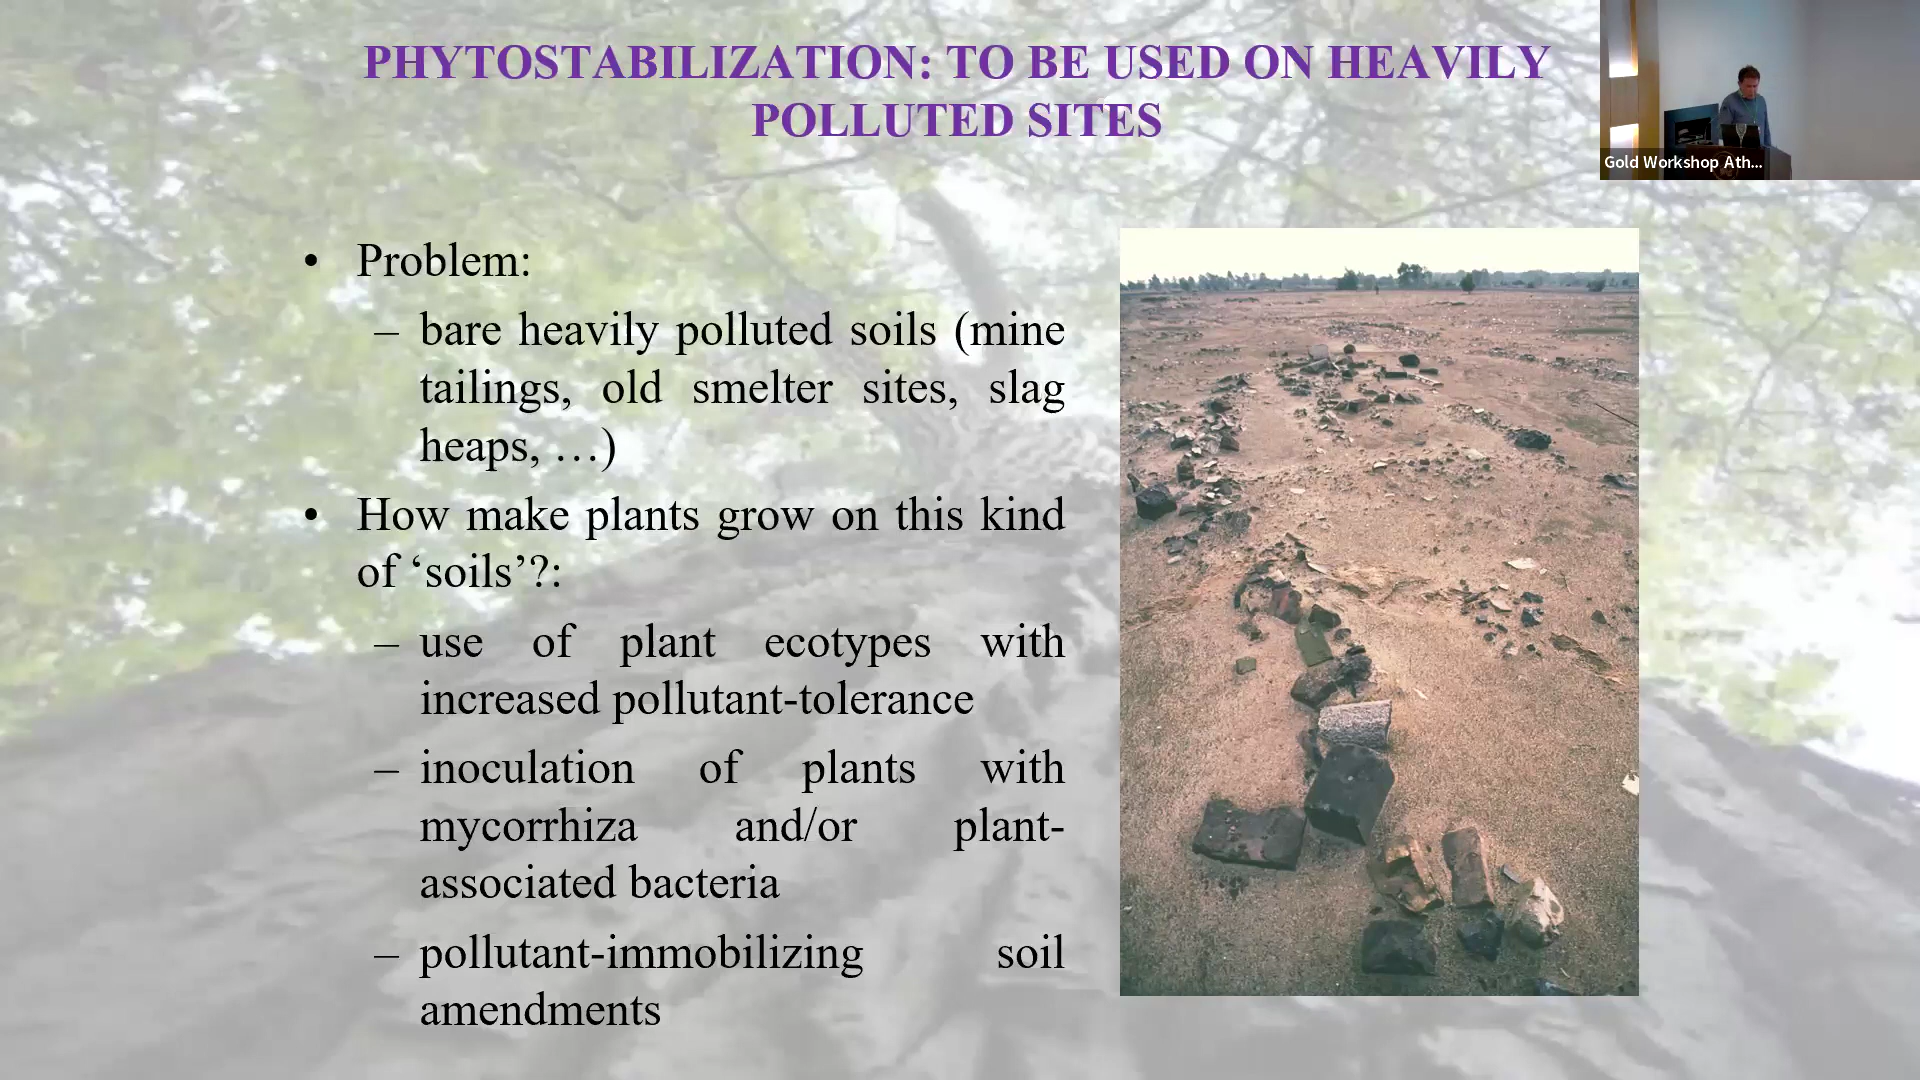 PHYTOSTABILIZATION: TO BE USED ON HEAVILY
POLLUTED SITES
Gold Workshop Ath...
• Problem:
– bare heavily polluted soils (mine
tailings, old smelter sites, slag
heaps, …)
• How make plants grow on this kind
of ‘soils’?:
– use of plant ecotypes with
increased pollutant-tolerance
– inoculation of plants with
mycorrhiza and/or plant-
associated bacteria
– pollutant-immobilizing soil
amendments